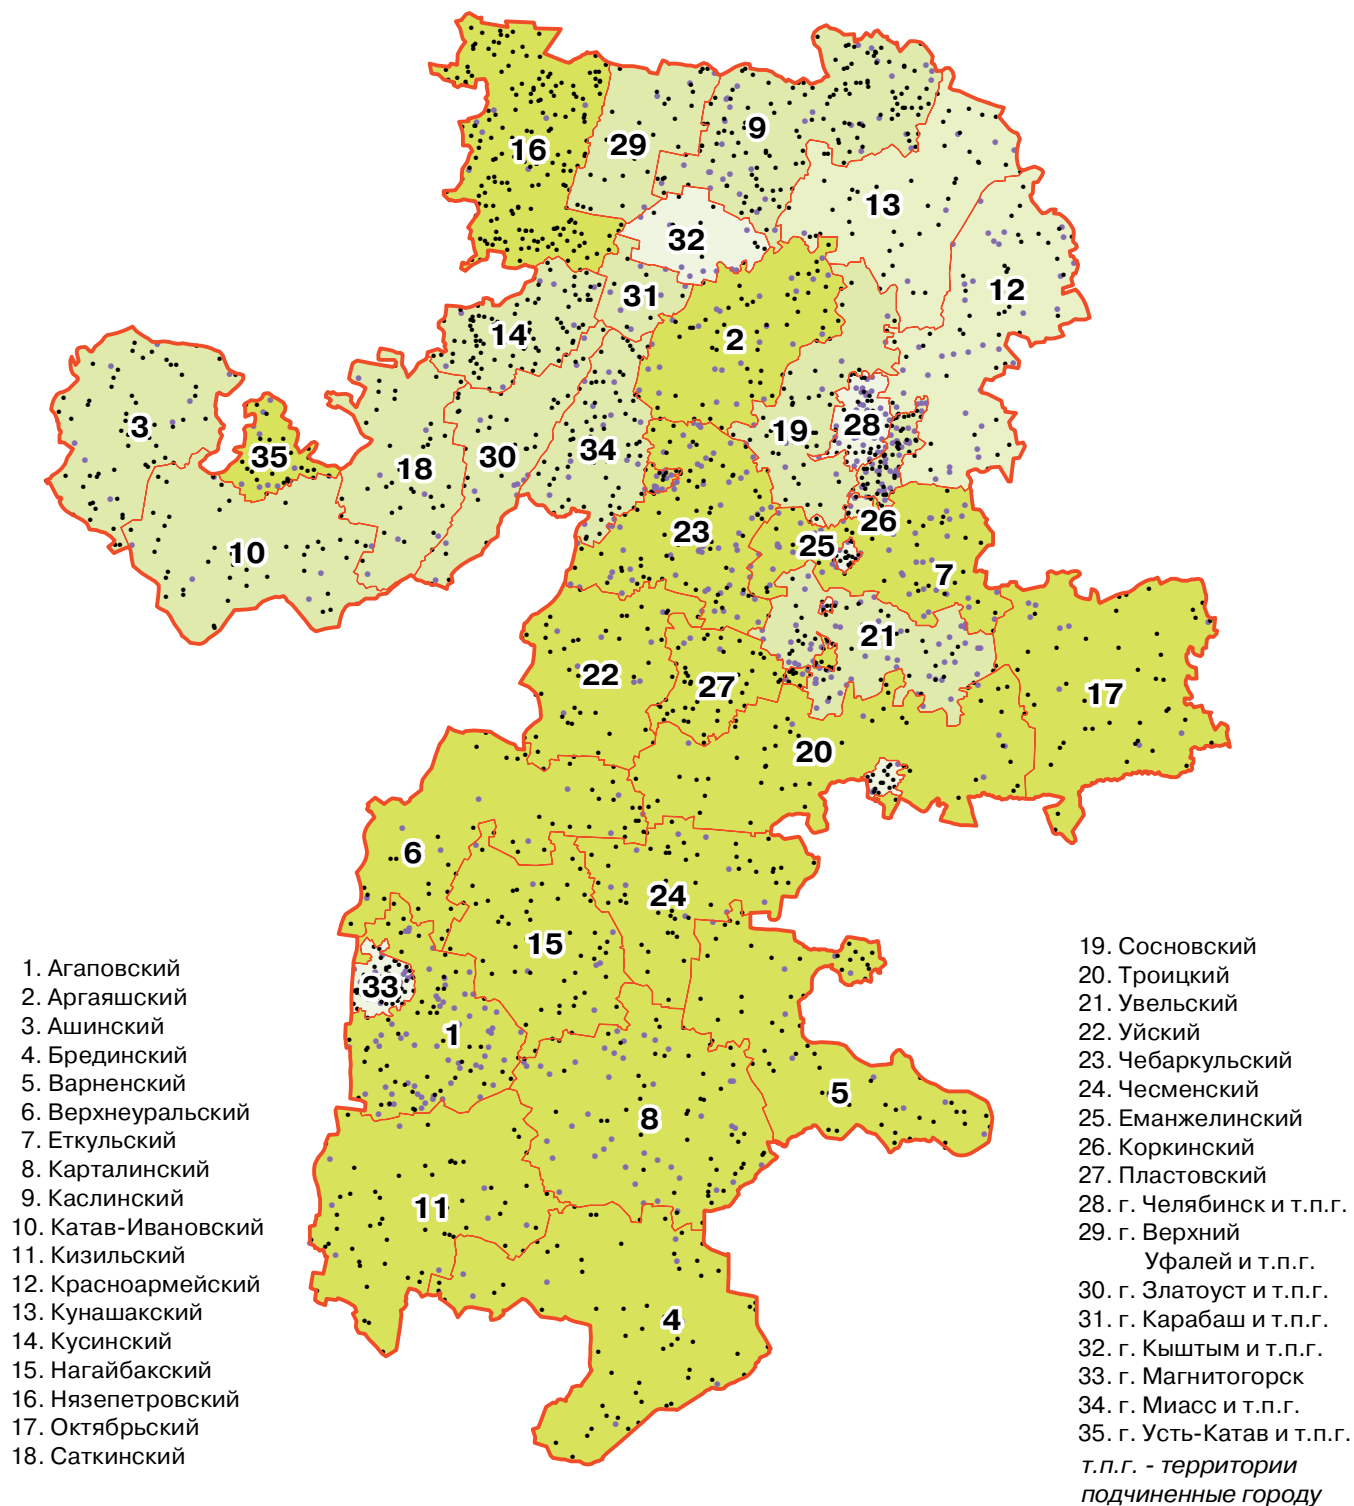 16
29
9
13
32
31
12
14
2
3
35
18
30
34
19
28
10
23
25
26
7
21
22
27
17
20
6
24
15
33
1
5
8
11
4
1. Агаповский
2. Аргаяшский
3. Ашинский
4. Брединский
5. Варненский
6. Верхнеуральский
7. Еткульский
8. Карталинский
9. Каслинский
10. Катав-Ивановский
11. Кизильский
12. Красноармейский
13. Кунашакский
14. Кусинский
15. Нагайбакский
16. Нязепетровский
17. Октябрьский
18. Саткинский
19. Сосновский
20. Троицкий
21. Увельский
22. Уйский
23. Чебаркульский
24. Чесменский
25. Еманжелинский
26. Коркинский
27. Пластовский
28. г. Челябинск и т.п.г.
29. г. Верхний
Уфалей и т.п.г.
30. г. Златоуст и т.п.г.
31. г. Карабаш и т.п.г.
32. г. Кыштым и т.п.г.
33. г. Магнитогорск
34. г. Миасс и т.п.г.
35. г. Усть-Катав и т.п.г.
т.п.г. - территории
подчиненные городу